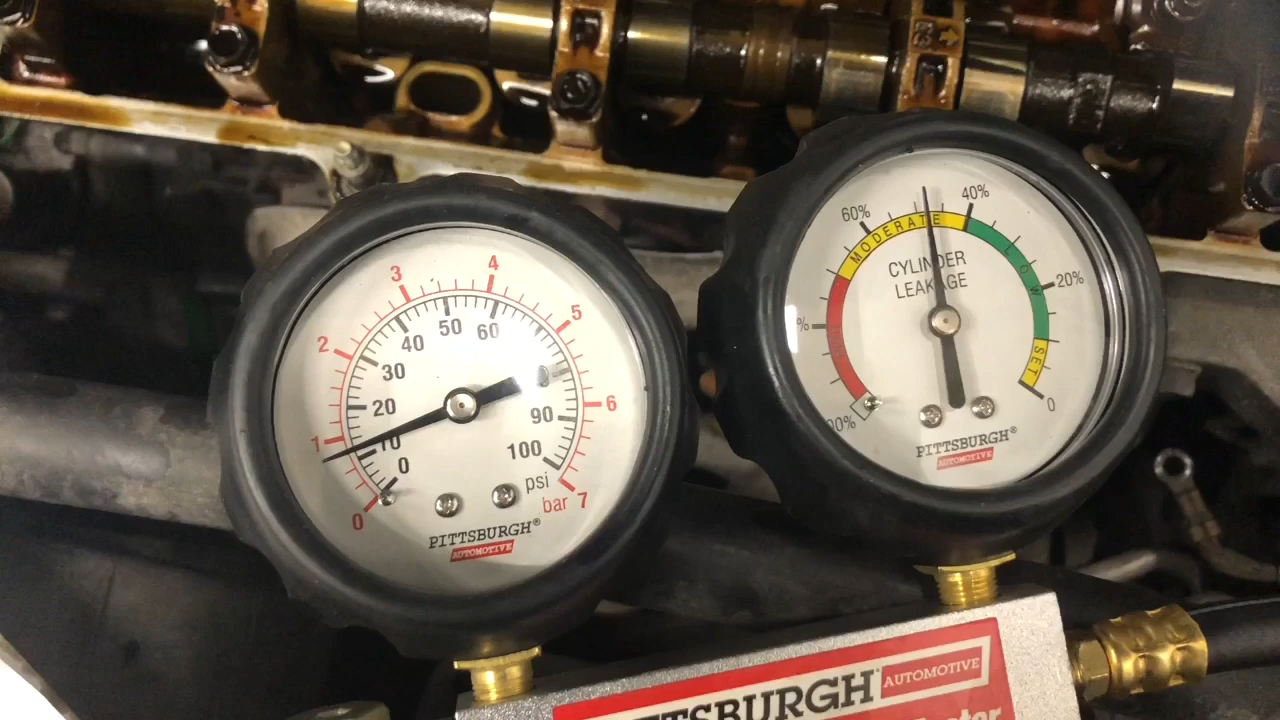 3
4
2
5
50
60
40
30
20
90
6
1
10
100
0
psi
0
bar 7
PITTSBURGH®
AUTOMOTIVE
60%
40%
MODERATE
CYLINDER
LEAKAGE
LOW
20%
%
SET
0
PITTSBURGH®
AUTOMOTIVE
AUTOMOTIVE